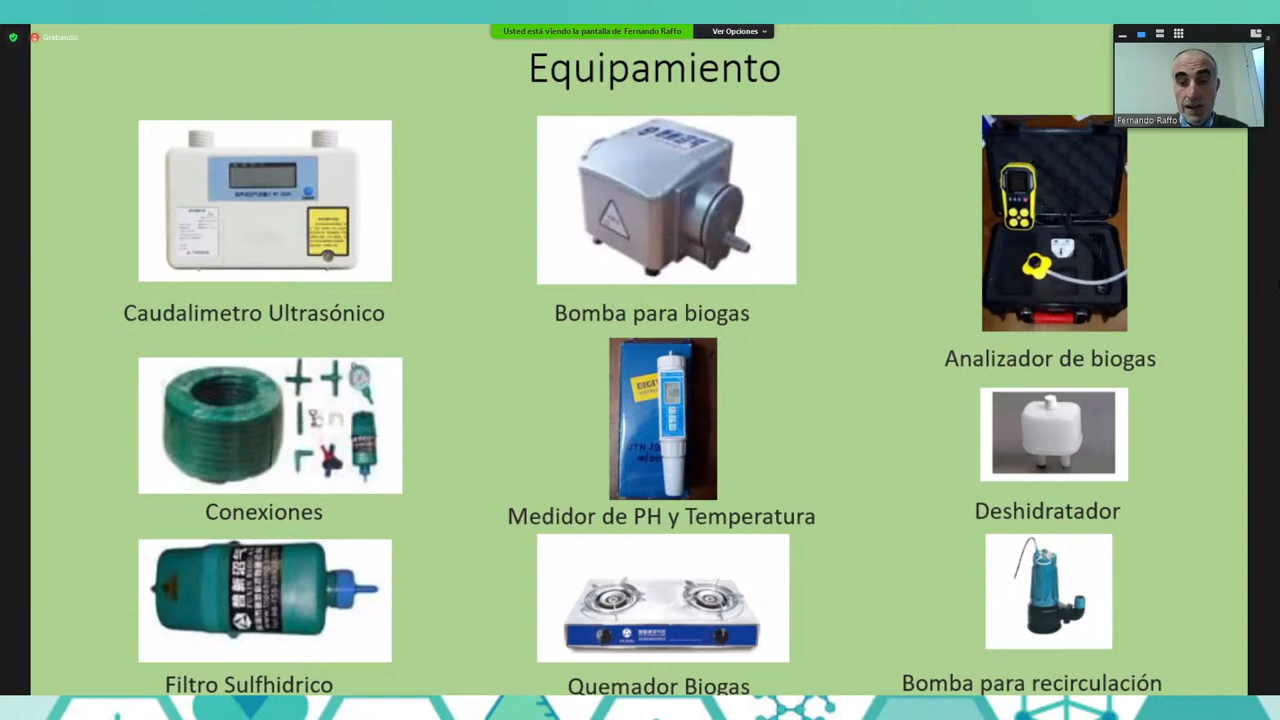 Grabando
Usted está viendo la pantalla de Fernando Raffo
Ver Opciones
Equipamiento
Fernando Raffo
Caudalimetro Ultrasónico
Bomba para biogas
Analizador de biogas
Conexiones
Medidor de PH y Temperatura
Deshidratador
Filtro Sulfhidrico
Quemador Biogas
Bomba para recirculación